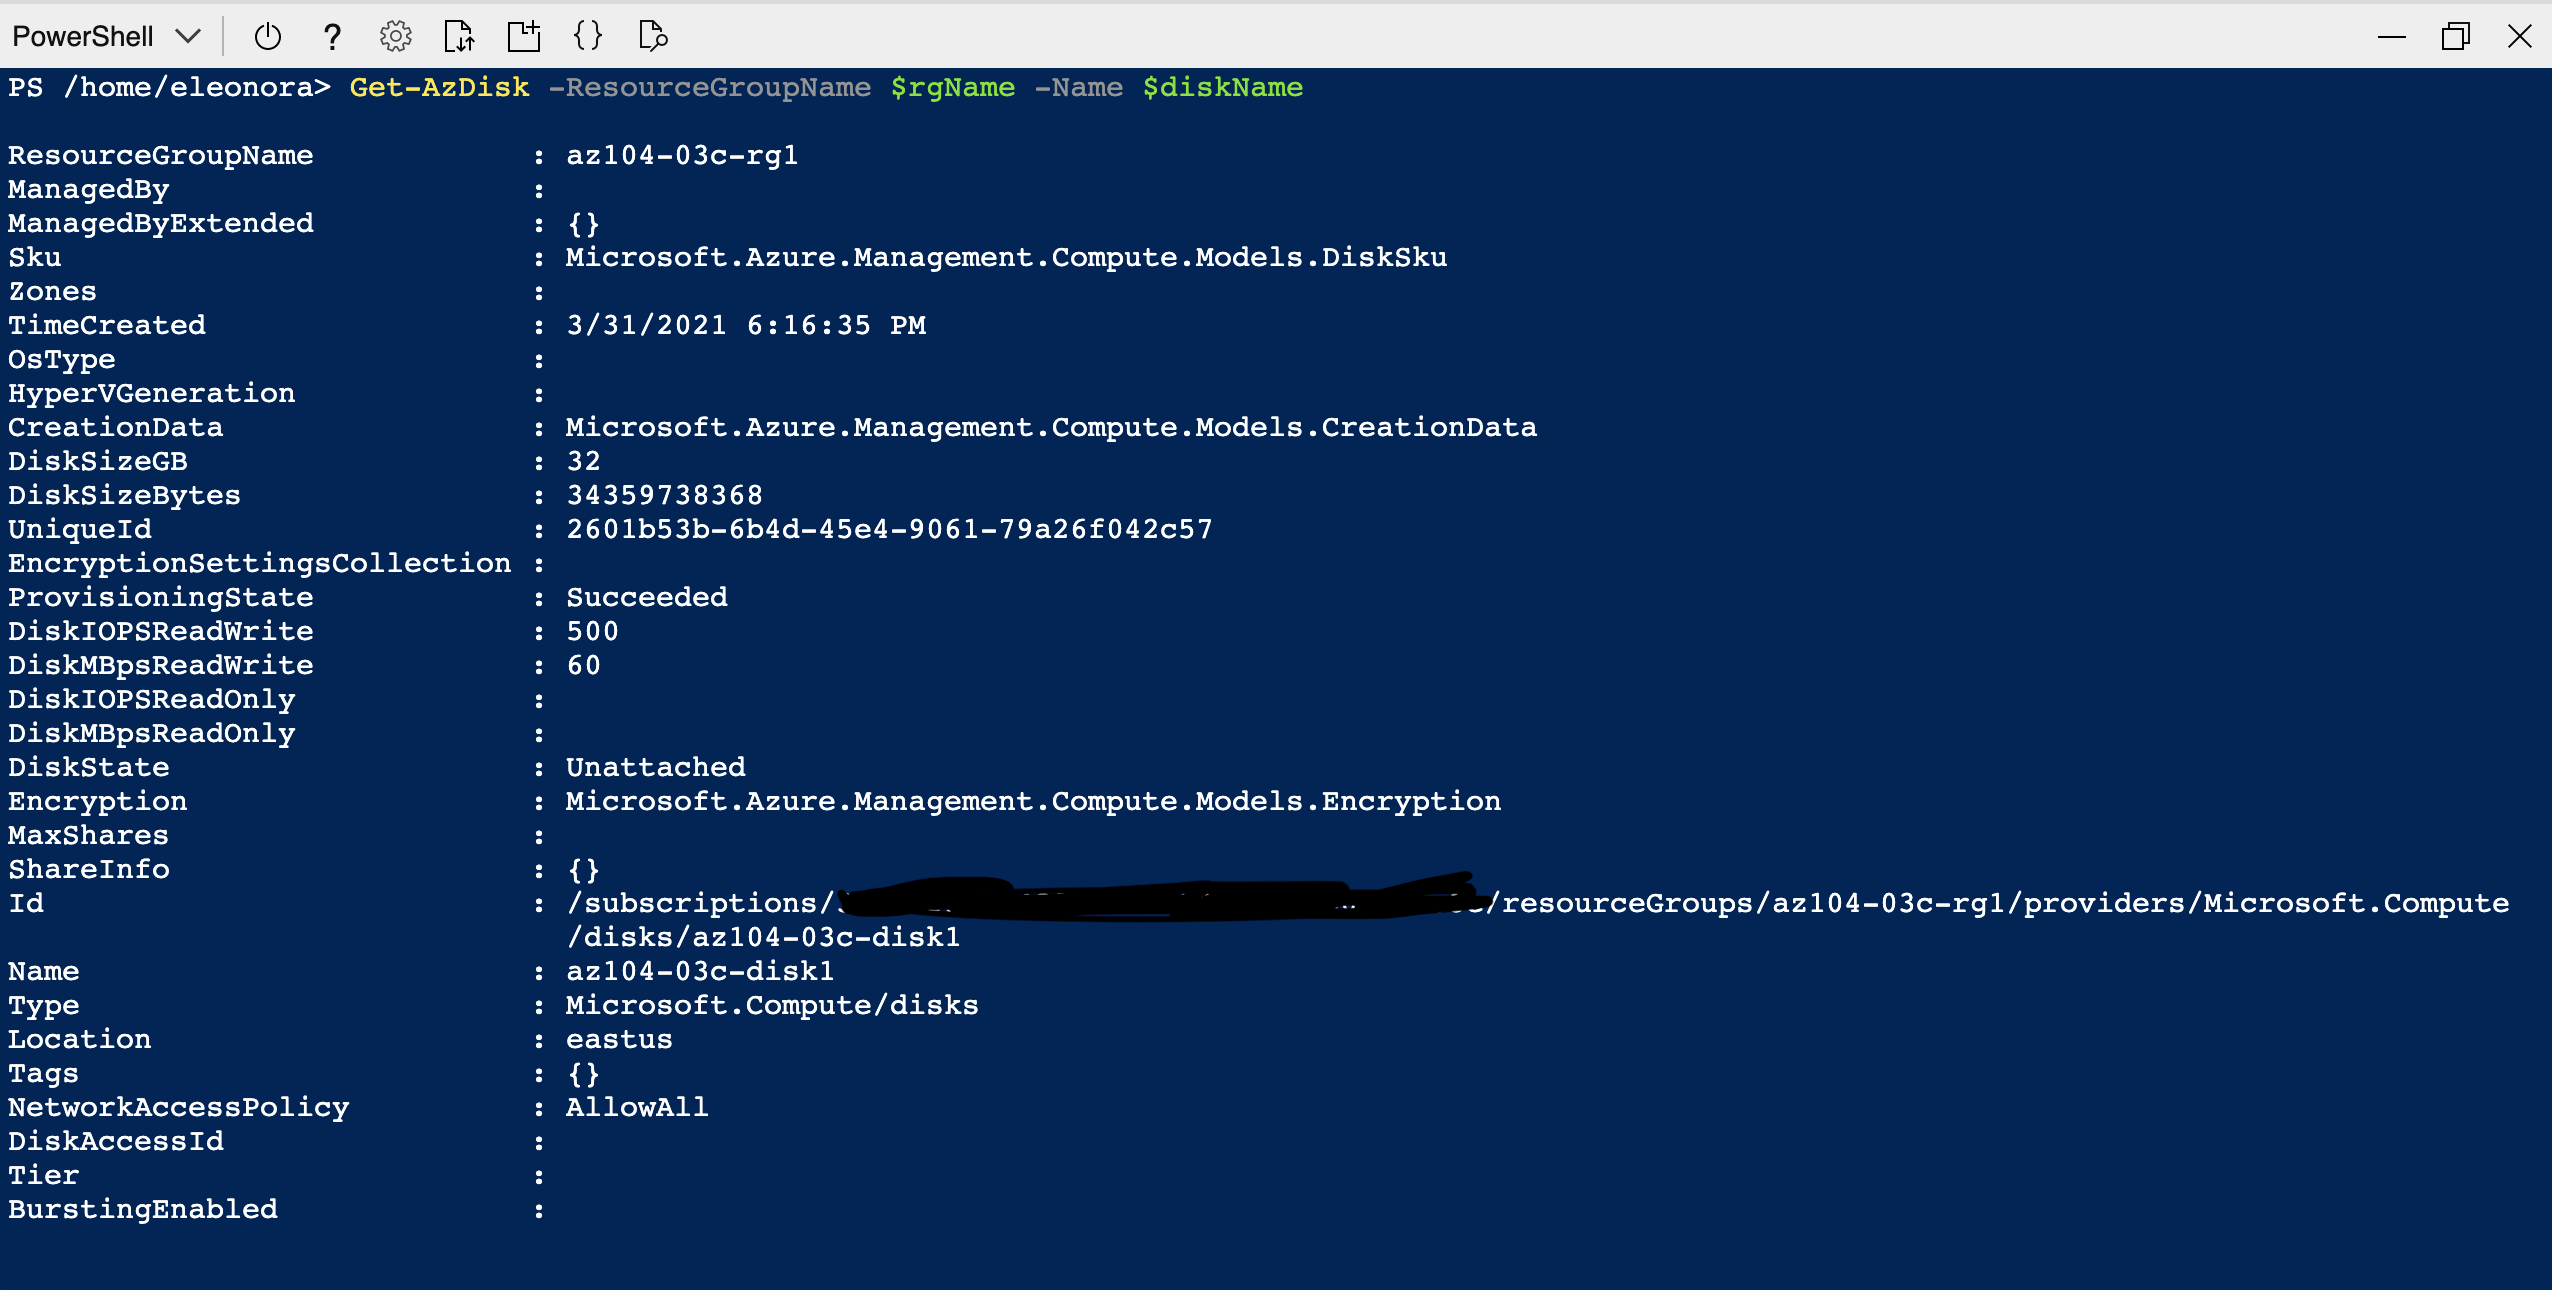 PowerShell
PS /home/eleonora> Get-AzDisk -ResourceGroupName $rgName -Name $diskName
ResourceGroupName : az104-03c-rg1
ManagedBy :
ManagedByExtended : {}
Sku : Microsoft.Azure.Management.Compute.Models.DiskSku
Zones :
TimeCreated : 3/31/2021 6:16:35 PM
OsType :
HyperVGeneration :
CreationData : Microsoft.Azure.Management.Compute.Models.CreationData
DiskSizeGB : 32
DiskSizeBytes : 34359738368
UniqueId : 2601b53b-6b4d-45e4-9061-79a26f042c57
EncryptionSettingsCollection :
ProvisioningState : Succeeded
DiskIOPSReadWrite : 500
DiskMBpsReadWrite : 60
DiskIOPSReadOnly :
DiskMBpsReadOnly :
DiskState : Unattached
Encryption : Microsoft.Azure.Management.Compute.Models.Encryption
MaxShares :
ShareInfo : {}
Id : /subscriptions/ /resourceGroups/az104-03c-rg1/providers/Microsoft.Compute
/disks/az104-03c-disk1
Name : az104-03c-disk1
Type : Microsoft.Compute/disks
Location : eastus
Tags : {}
NetworkAccessPolicy : AllowAll
DiskAccessId :
Tier :
BurstingEnabled :